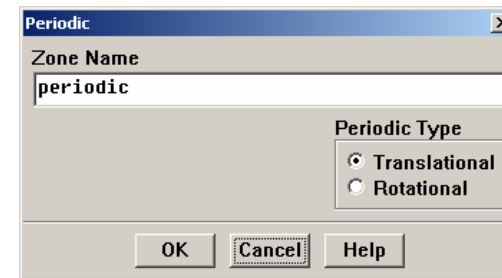 Periodic
Zone Name
periodic
Periodic Type
Translational
Rotational
OK Cancel Help